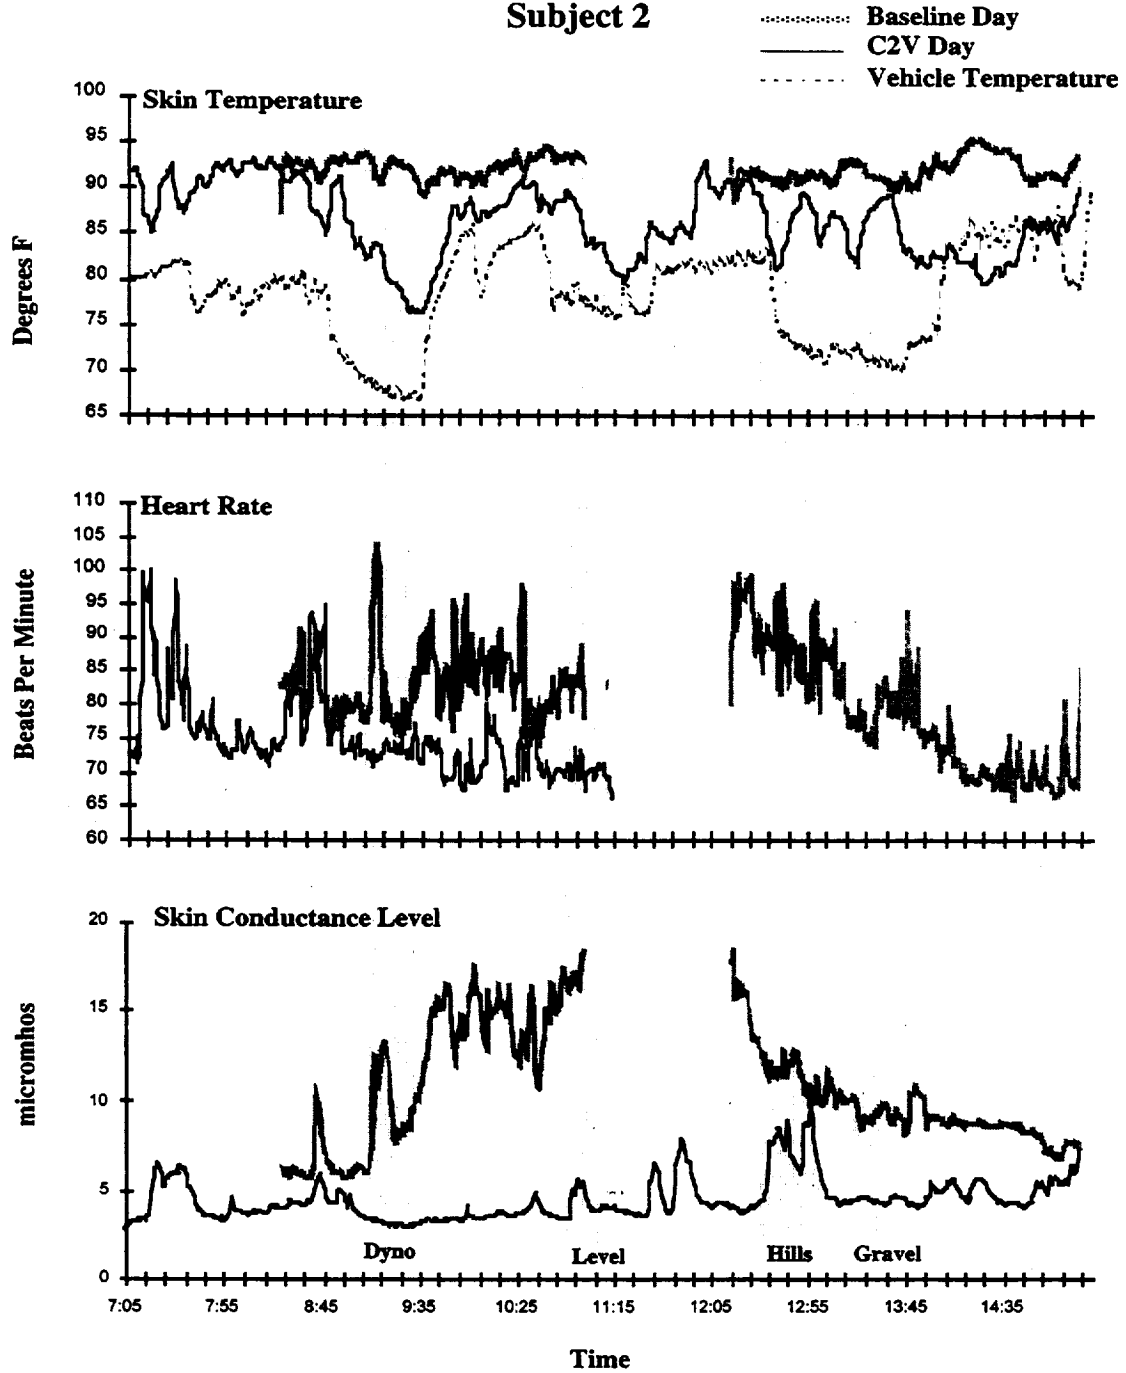 Subject 2
Baseline Day
C2V Day
Vehicle Temperature
Skin Temperature
Degrees F
100
95
90
85
80
75
70
65
Heart Rate
Beats Per Minute
110
105
100
95
90
85
80
75
70
65
60
Skin Conductance Level
micromhos
20
15
10
5
0
Dyno Level Hills Gravel
7:05 7:55 8:45 9:35 10:25 11:15 12:05 12:55 13:45 14:35
Time